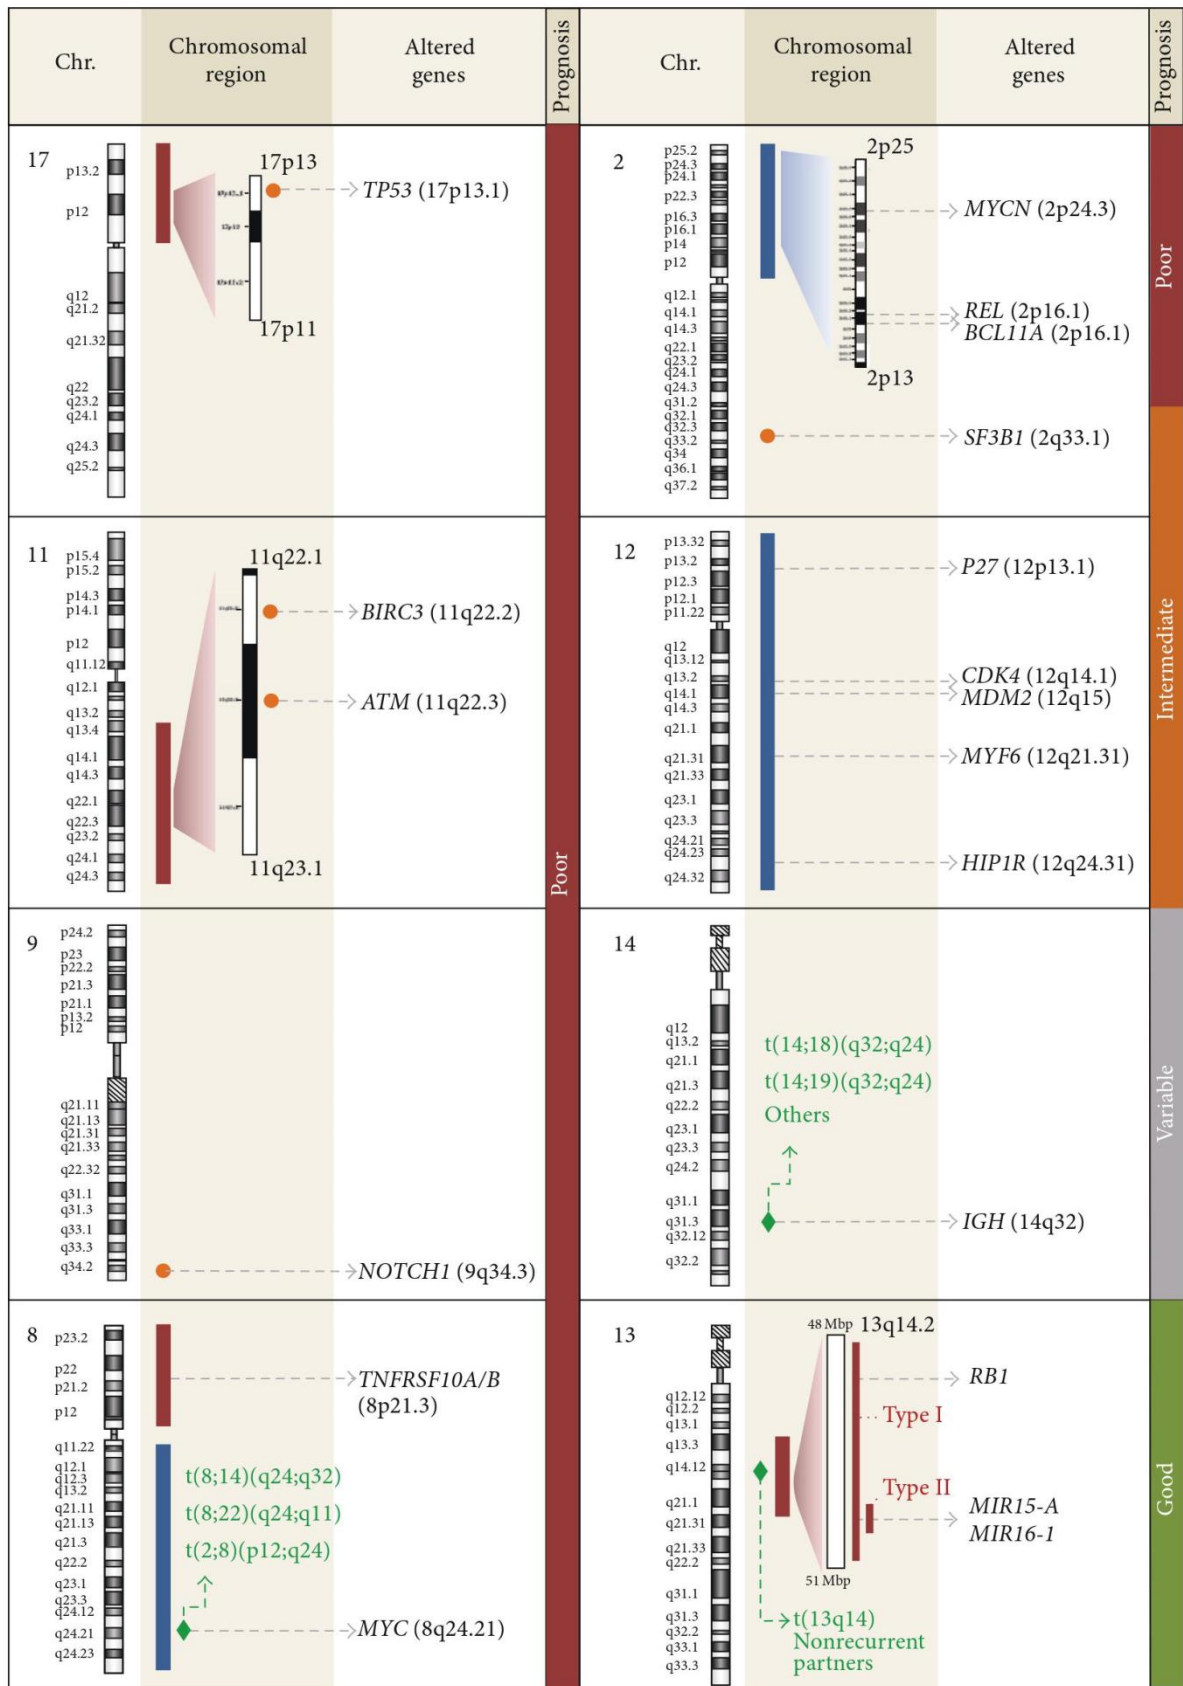 Chr.
Chromosomal
region
Altered
genes
Prognosis
17
p13.2
p12
q12
q21.2
q21.32
q22
q23.2
q24.1
q24.3
q25.2
17p13
17p11
TP53 (17p13.1)
11
p15.4
p15.2
p14.3
p14.1
p12
q11.12
q12.1
q13.2
q13.4
q14.1
q14.3
q22.1
q22.3
q23.2
q24.1
q24.3
11q22.1
11q23.1
BIRC3 (11q22.2)
ATM (11q22.3)
9
p24.2
p23
p22.2
p21.3
p21.1
p13.2
p12
q21.11
q21.13
q21.31
q21.33
q22.32
q31.1
q31.3
q33.1
q33.3
q34.2
NOTCH1 (9q34.3)
8
p23.2
p22
p21.2
p12
q11.22
q12.1
q12.3
q13.2
q21.11
q21.13
q21.3
q22.2
q23.1
q23.3
q24.12
q24.21
q24.23
TNFRSF10A/B
(8p21.3)
t(8;14)(q24;q32)
t(8;22)(q24;q11)
t(2;8)(p12;q24)
MYC (8q24.21)
Poor
Chr.
Chromosomal
region
Altered
genes
Prognosis
2
p25.2
p24.3
p24.1
p22.3
p16.3
p16.1
p14
p12
q12.1
q14.1
q14.3
q22.1
q23.2
q24.1
q24.3
q31.2
q32.1
q32.3
q33.2
q34
q36.1
q37.2
2p25
2p13
MYCN (2p24.3)
REL (2p16.1)
BCL11A (2p16.1)
SF3B1 (2q33.1)
Poor
12
p13.32
p13.2
p12.3
p12.1
p11.22
q12
q13.12
q13.2
q14.1
q14.3
q21.1
q21.31
q21.33
q23.1
q23.3
q24.21
q24.23
q24.32
P27 (12p13.1)
CDK4 (12q14.1)
MDM2 (12q15)
MYF6 (12q21.31)
HIP1R (12q24.31)
Intermediate
14
q12
q13.2
q21.1
q21.3
q22.2
q23.1
q23.3
q24.2
q31.1
q31.3
q32.12
q32.2
t(14;18)(q32;q24)
t(14;19)(q32;q24)
Others
IGH (14q32)
Variable
13
q12.12
q12.2
q13.1
q13.3
q14.12
q21.1
q21.31
q21.33
q22.2
q31.1
q31.3
q32.2
q33.1
q33.3
48 Mbp
13q14.2
RB1
Type I
Type II
MIR15-A
MIR16-1
51 Mbp
t(13q14)
Nonrecurrent
partners
Good